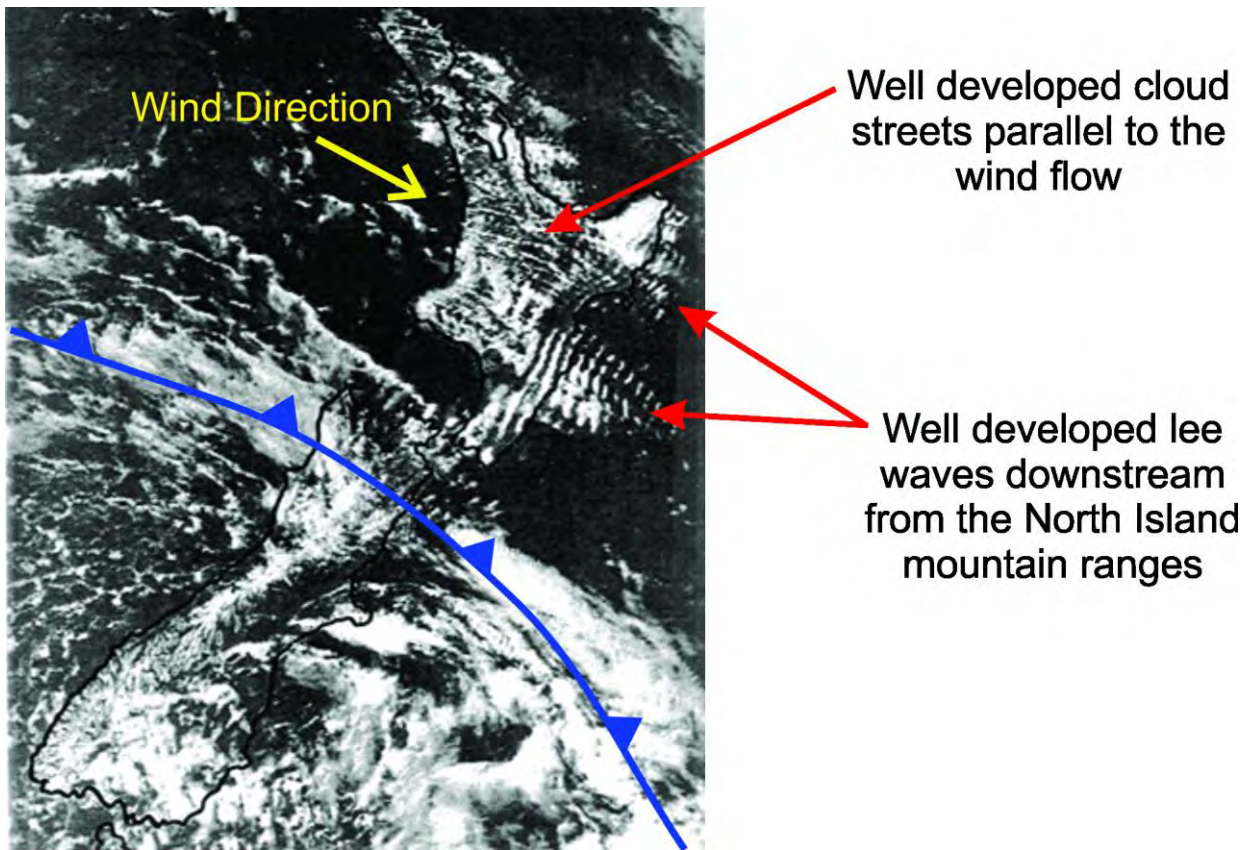 Wind Direction
Well developed cloud
streets parallel to the
wind flow
Well developed lee
waves downstream
from the North Island
mountain ranges